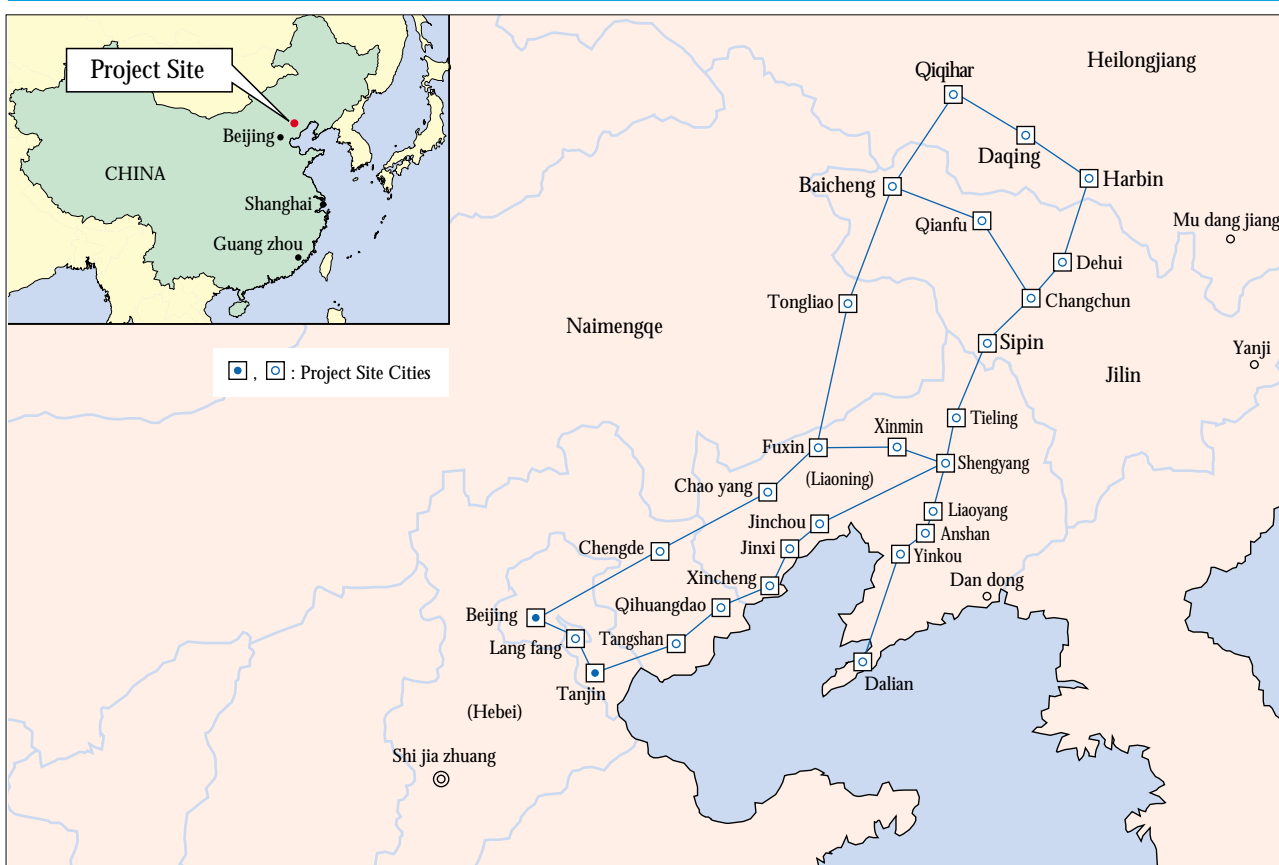 Project Site
Beijing
CHINA
Shanghai
Guang zhou
, : Project Site Cities
Heilongjiang
Qiqihar
Daqing
Harbin
Baicheng
Qianfu
Mu dang jiang
Dehui
Changchun
Tongliao
Naimengqe
Sipin
Yanji
Jilin
Tieling
Xinmin
Fuxin
Shengyang
(Liaoning)
Chao yang
Liaoyang
Jinchou
Anshan
Jinxi
Yinkou
Chengde
Xincheng
Dan dong
Qihuangdao
Beijing
Tangshan
Lang fang
Dalian
Tanjin
(Hebei)
Shi jia zhuang